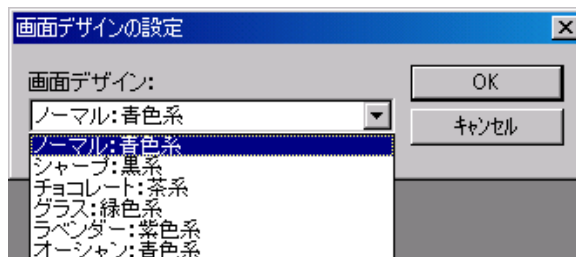 画面デザインの設定
画面デザイン:
ノーマル:青色系
OK
キャンセル
ノーマル:青色系
シャープ:黒系
チョコレート:茶系
グラス:緑色系
ラベンダー:紫色系
オーシャン:青色系